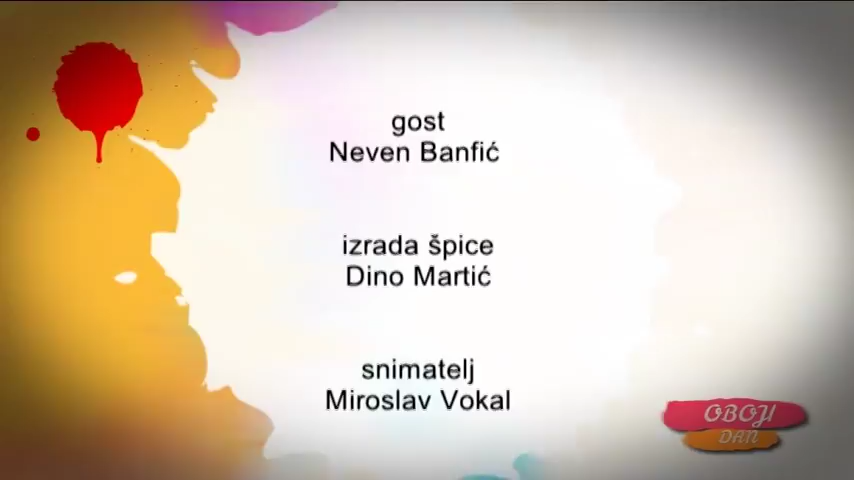 gost
Neven Banfić
izrada špice
Dino Martić
snimatelj
Miroslav Vokal
OBOJI
DAN